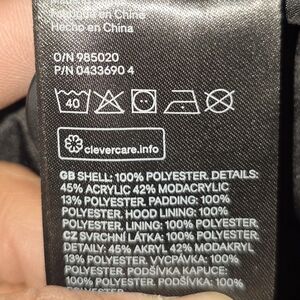 Hecho en China
O/N 985020
P/N 0433690 4
40
clevercare.info
GB SHELL: 100% POLYESTER. DETAILS:
45% ACRYLIC 42% MODACRYLIC
13% POLYESTER. PADDING: 100%
POLYESTER. HOOD LINING: 100%
POLYESTER. LINING: 100% POLYESTER.
CZ SVRCHNÍ LÁTKA: 100% POLYESTER.
DETAILY: 45% AKRYL 42% MODAKRYL
13% POLYESTER. VYCPÁVKA: 100%
POLYESTER. PODŠÍVKA KAPUCE:
100% POLYESTER. PODŠÍVKA: